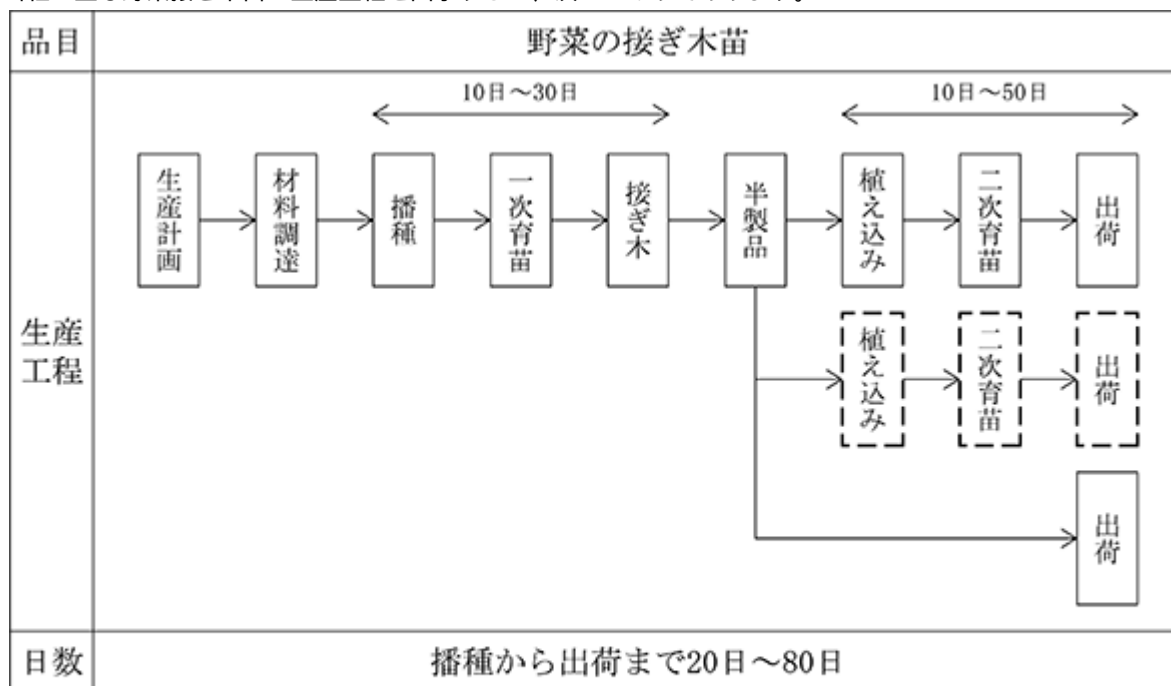 品目
野菜の接ぎ木苗
生産工程
10日～30日
10日～50日
生産計画
材料調達
播種
一次育苗
接ぎ木
半製品
植え込み
二次育苗
出荷
植え込み
二次育苗
出荷
出荷
日数
播種から出荷まで20日～80日